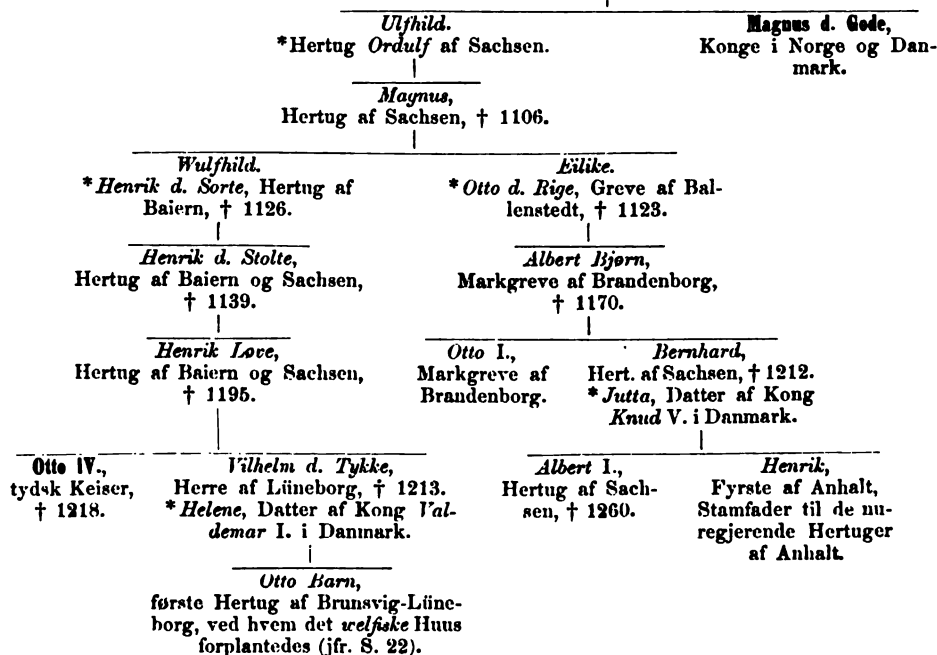 Ulfhild.
*Hertug Ordulf af Sachsen.
Magnus d. Gode,
Konge i Norge og Dan-
mark.
Magnus,
Hertug af Sachsen, † 1106.
Wulfhild.
*Henrik d. Sorte, Hertug af
Baiern, † 1126.
Eilike.
*Otto d. Rige, Greve af Bal-
lenstedt, † 1123.
Henrik d. Stolte,
Hertug af Baiern og Sachsen,
† 1139.
Albert Bjørn,
Markgreve af Brandenborg,
† 1170.
Henrik Løve,
Hertug af Baiern og Sachsen,
† 1195.
Otto I.,
Markgreve af
Brandenborg.
Bernhard,
Hert. af Sachsen, † 1212.
*Jutta, Datter af Kong
Knud V. i Danmark.
Otto IV.,
tydsk Keiser,
† 1218.
Vilhelm d. Tykke,
Herre af Lüneborg, † 1213.
*Helene, Datter af Kong Val-
demar I. i Danmark.
Albert I.,
Hertug af Sach-
sen, † 1260.
Henrik,
Fyrste af Anhalt,
Stamfader til de nu-
regjerende Hertuger
af Anhalt.
Otto Barn,
første Hertug af Brunsvig-Lüne-
borg, ved hvem det welfiske Huus
forplantedes (jfr. S. 22).